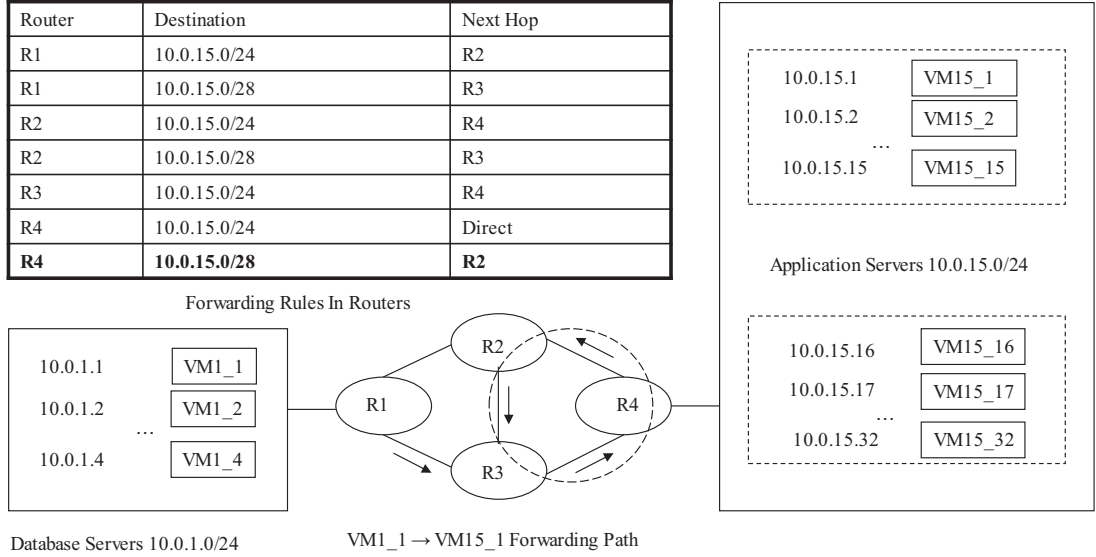 Router Destination Next Hop
R1 10.0.15.0/24 R2
R1 10.0.15.0/28 R3
R2 10.0.15.0/24 R4
R2 10.0.15.0/28 R3
R3 10.0.15.0/24 R4
R4 10.0.15.0/24 Direct
R4 10.0.15.0/28 R2
Forwarding Rules In Routers
10.0.15.1 VM15_1
10.0.15.2 VM15_2
…
10.0.15.15 VM15_15
Application Servers 10.0.15.0/24
10.0.15.16 VM15_16
10.0.15.17 VM15_17
…
10.0.15.32 VM15_32
10.0.1.1 VM1_1
10.0.1.2 VM1_2
…
10.0.1.4 VM1_4
R2
R1
R4
R3
Database Servers 10.0.1.0/24
VM1_1 → VM15_1 Forwarding Path